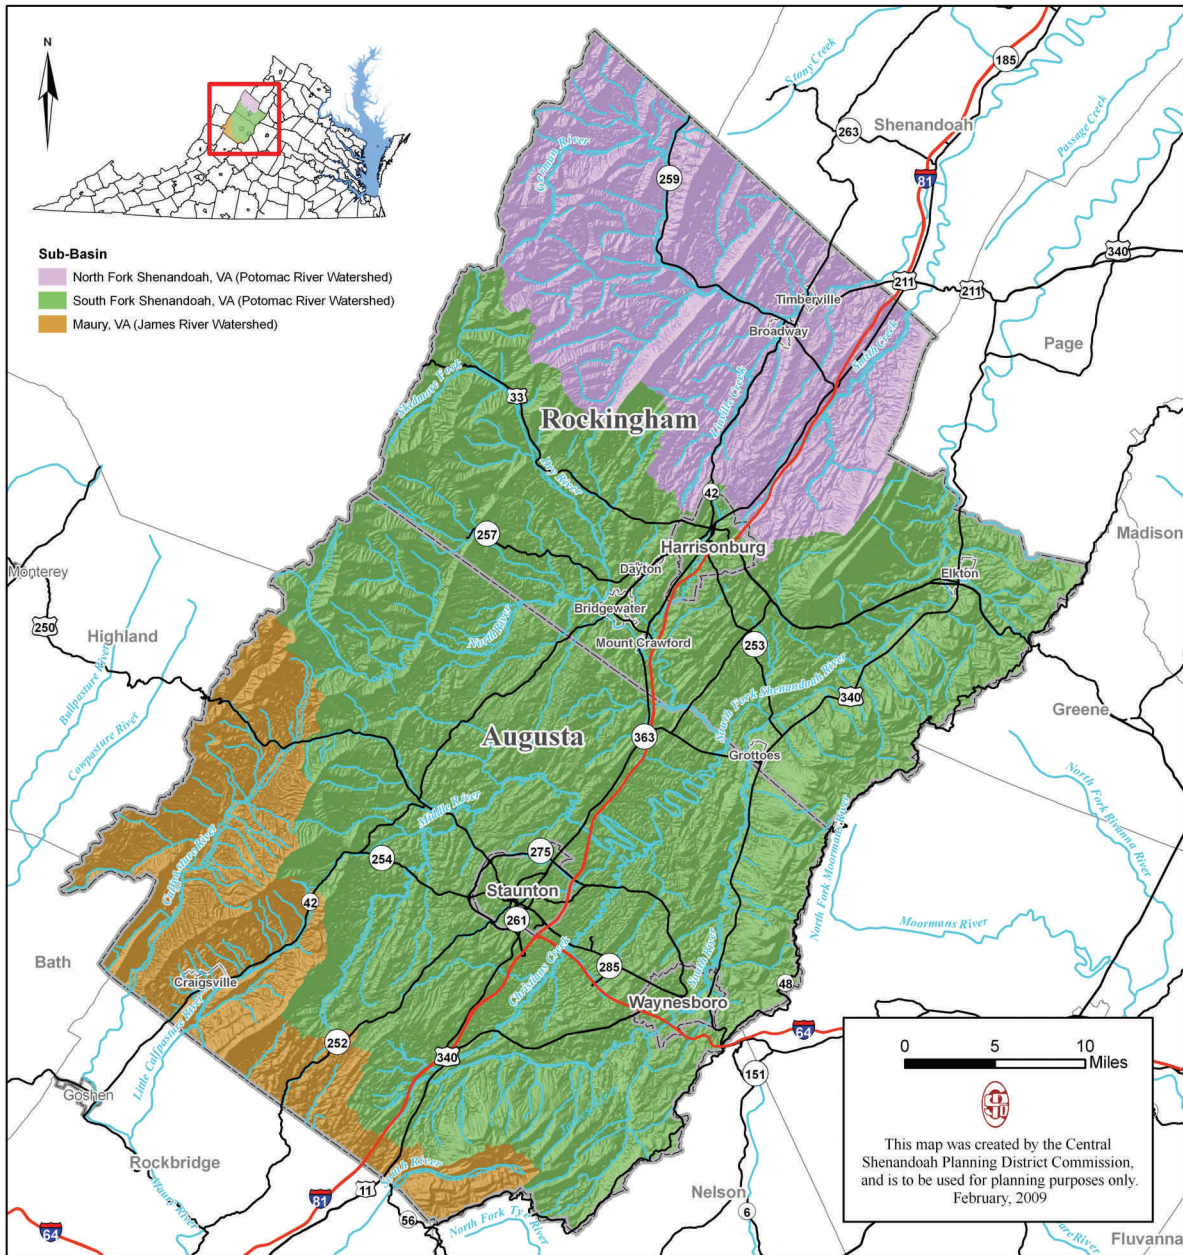 N
Sub-Basin
North Fork Shenandoah, VA (Potomac River Watershed)
South Fork Shenandoah, VA (Potomac River Watershed)
Maury, VA (James River Watershed)
81
185
Stony Creek
263
Shenandoah
Passage Creek
German River
259
81
340
211
211
Timberville
Broadway
Smith Creek
Page
Skidmore Fork
33
Linville Creek
Rockingham
Dry River
42
257
Harrisonburg
Madison
Monterey
Dayton
Elkton
250
Highland
Bridgewater
North River
Mount Crawford
253
Bullpasture River
South Fork Shenandoah River
340
Greene
Cowpasture River
Augusta
363
Grottoes
North Fork Rivanna River
Middle River
North Fork Moormans River
Calfpasture River
254
275
42
Staunton
261
Moormans River
Bath
Christians Creek
South River
Craigsville
285
48
Waynesboro
Little Calfpasture River
252
340
64
0 5 10
Miles
151
Goshen
This map was created by the Central
Shenandoah Planning District Commission,
and is to be used for planning purposes only.
February, 2009
Rockbridge
South River
11
81
Maury River
Nelson
56
North Fork Tye River
6
64
Fluvanna